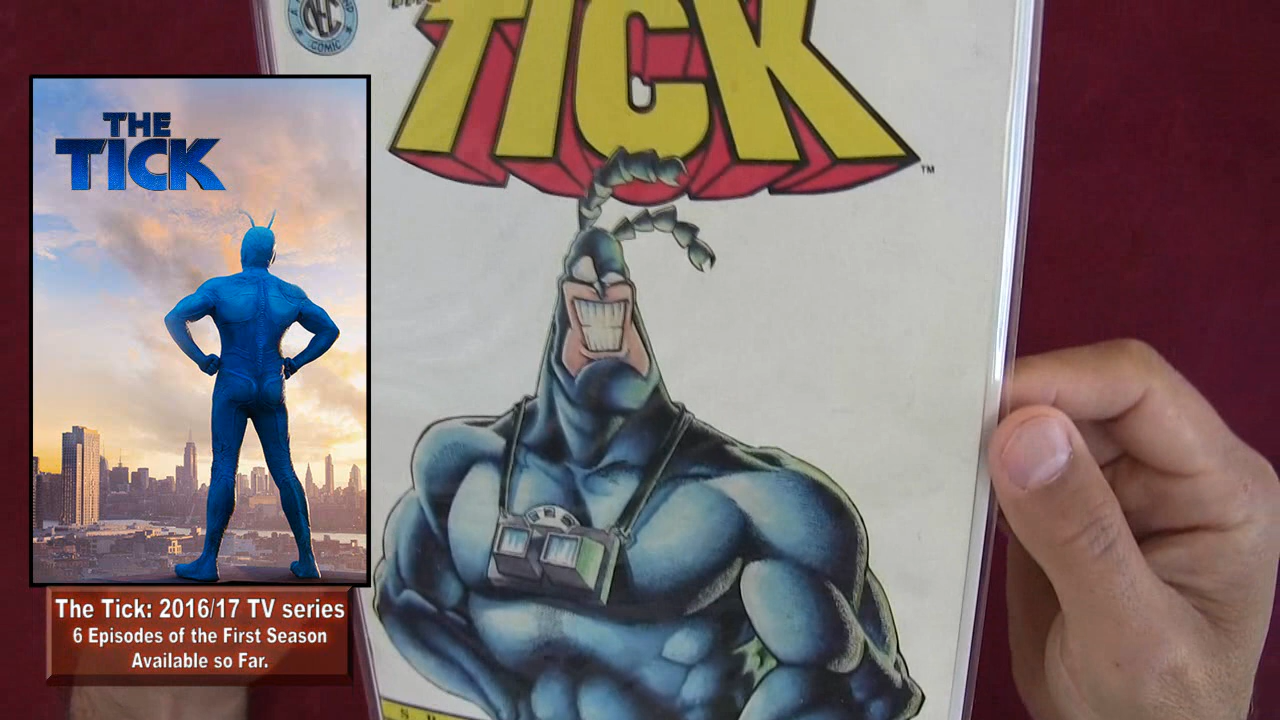 NEC
COMIC
TICK
TM
THE
TICK
The Tick: 2016/17 TV series
6 Episodes of the First Season
Available so Far.